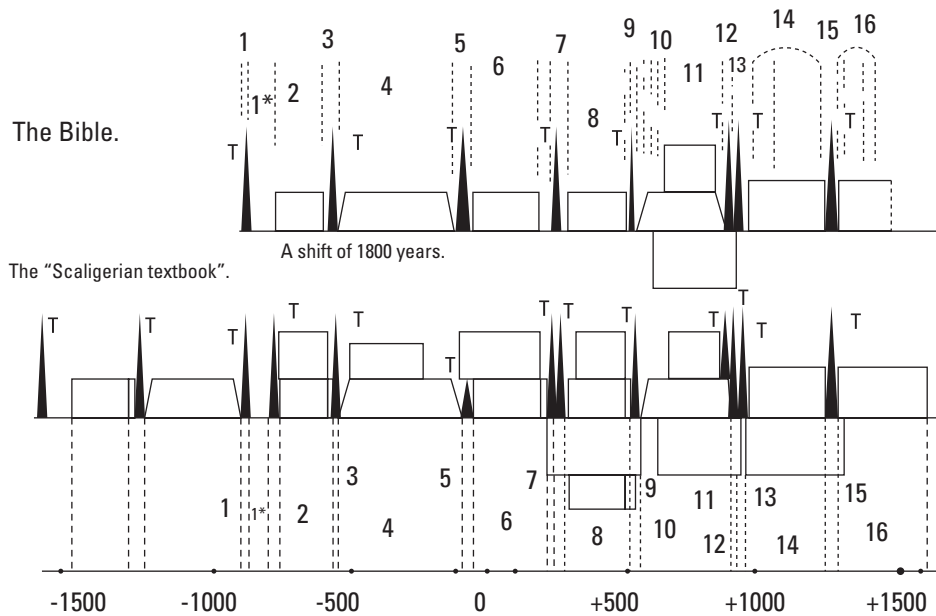 1 3 5 7 9 10 12 14 15 16
1* 2 4 6 8 11 13
The Bible.
T T T T T T T T
A shift of 1800 years.
The “Scaligerian textbook”.
T T T T T T T T T T T T
1 1* 2 3 4 5 6 7 8 9 10 11 12 13 14 15 16
-1500 -1000 -500 0 +500 +1000 +1500